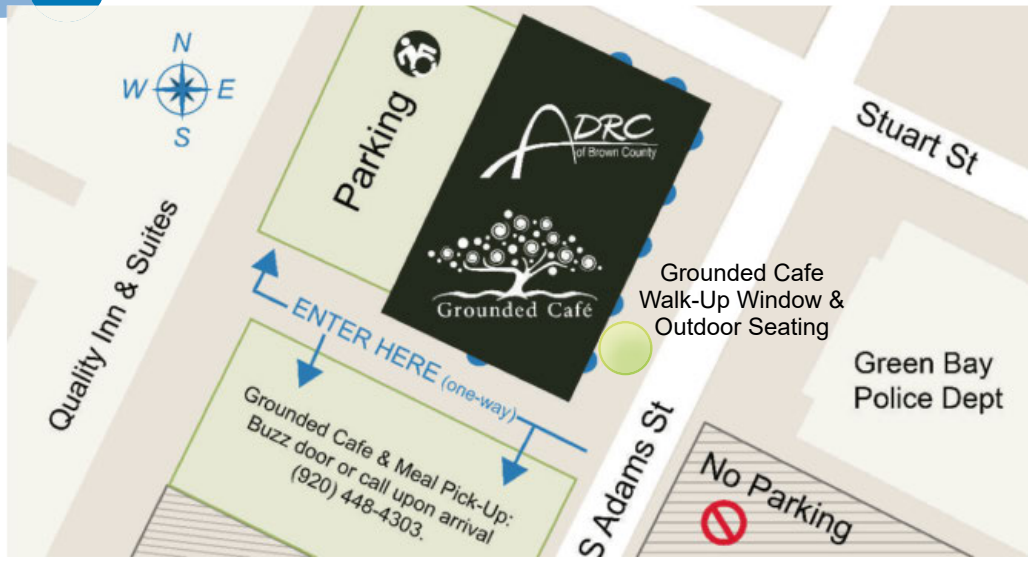 N
W E
S
Parking
ADRC
of Brown County
Grounded Café
Stuart St
Quality Inn & Suites
Grounded Cafe
Walk-Up Window &
Outdoor Seating
ENTER HERE (one-way)
Green Bay
Police Dept
Grounded Cafe & Meal Pick-Up:
Buzz door or call upon arrival
(920) 448-4303.
S Adams St
No Parking